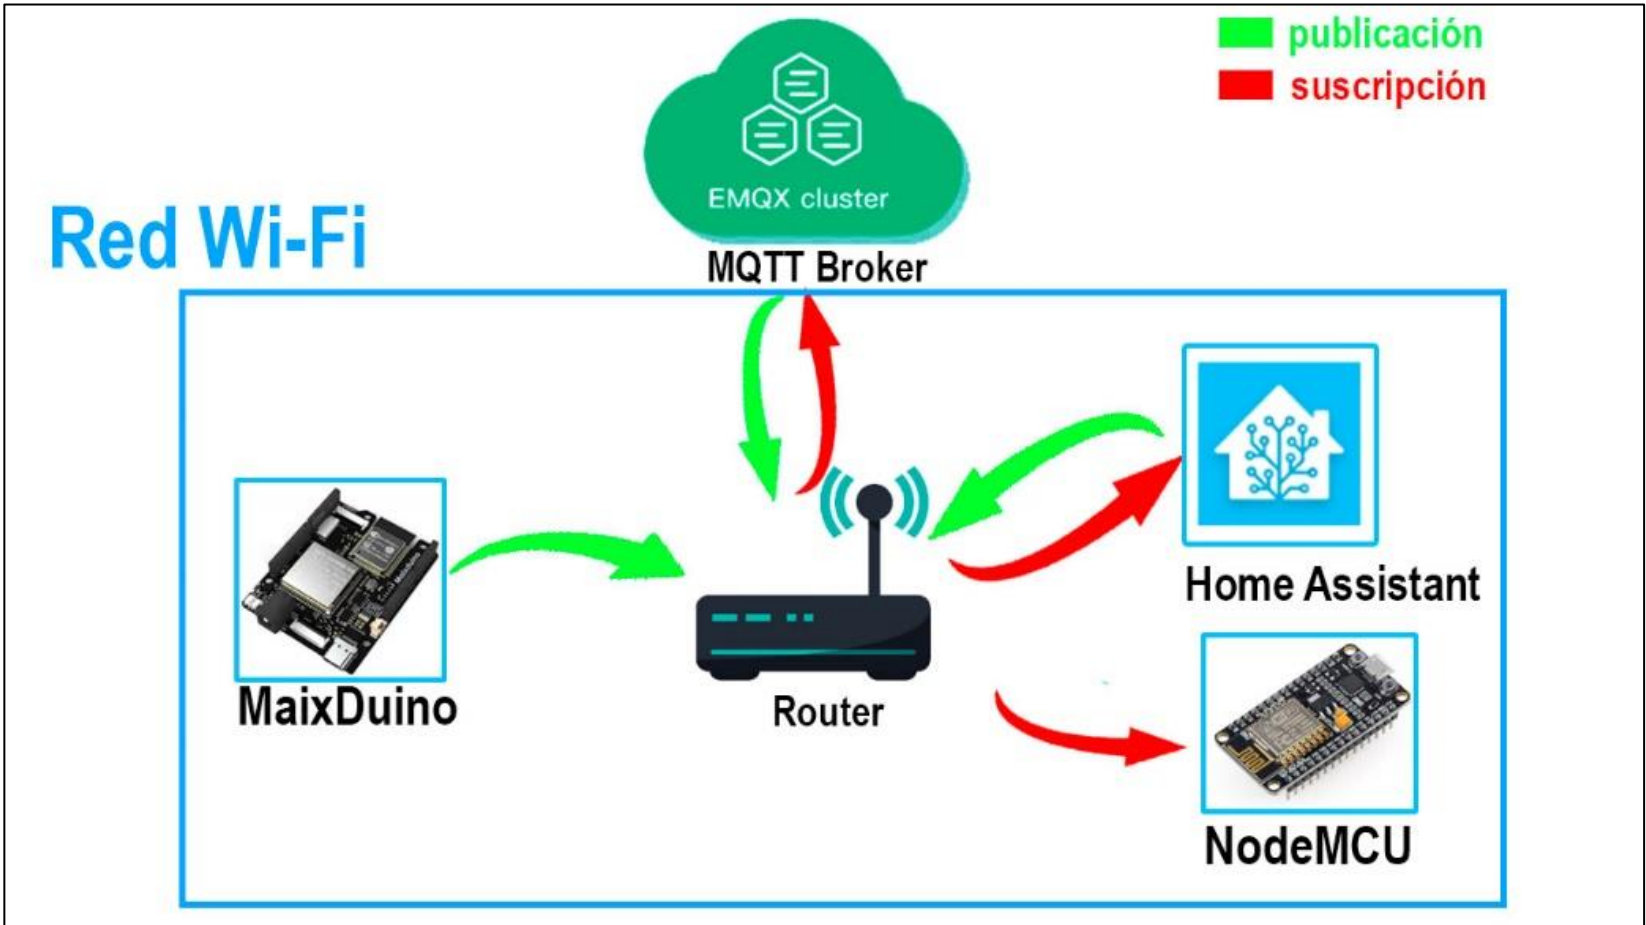 publicación
suscripción
EMQX cluster
MQTT Broker
Red Wi-Fi
Home Assistant
MaixDuino
Router
NodeMCU